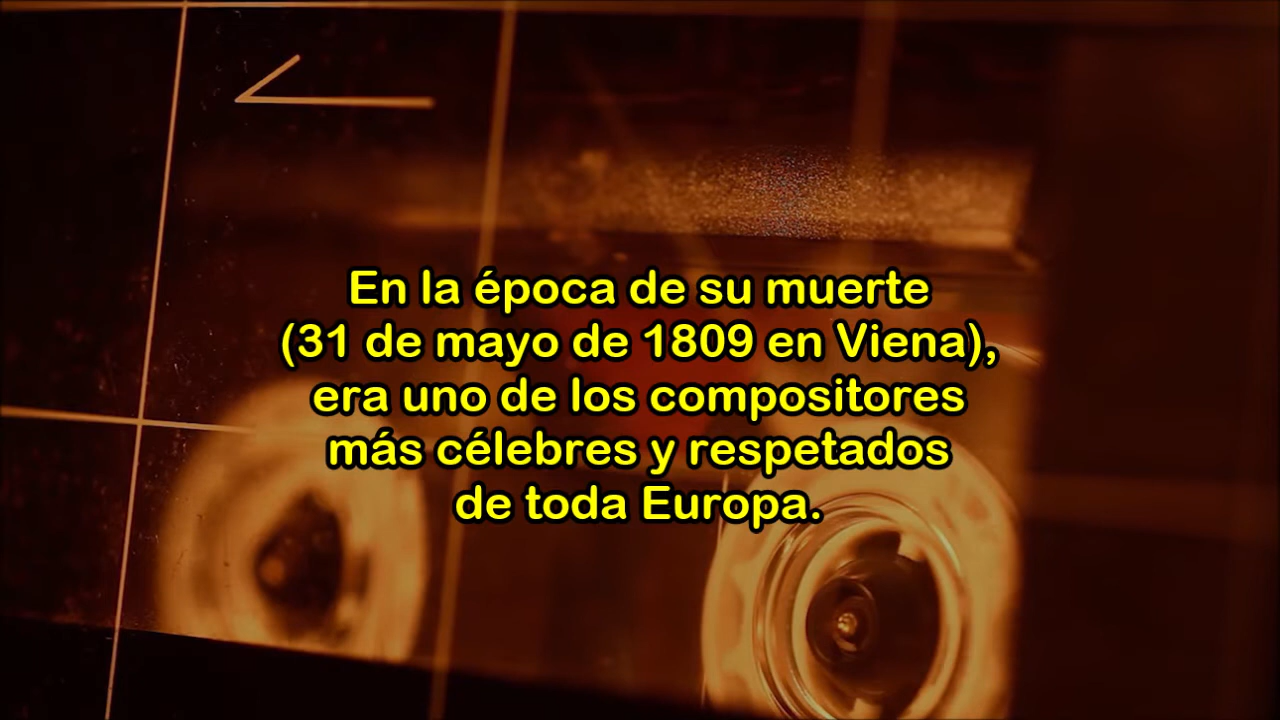 En la época de su muerte
(31 de mayo de 1809 en Viena),
era uno de los compositores
más célebres y respetados
de toda Europa.